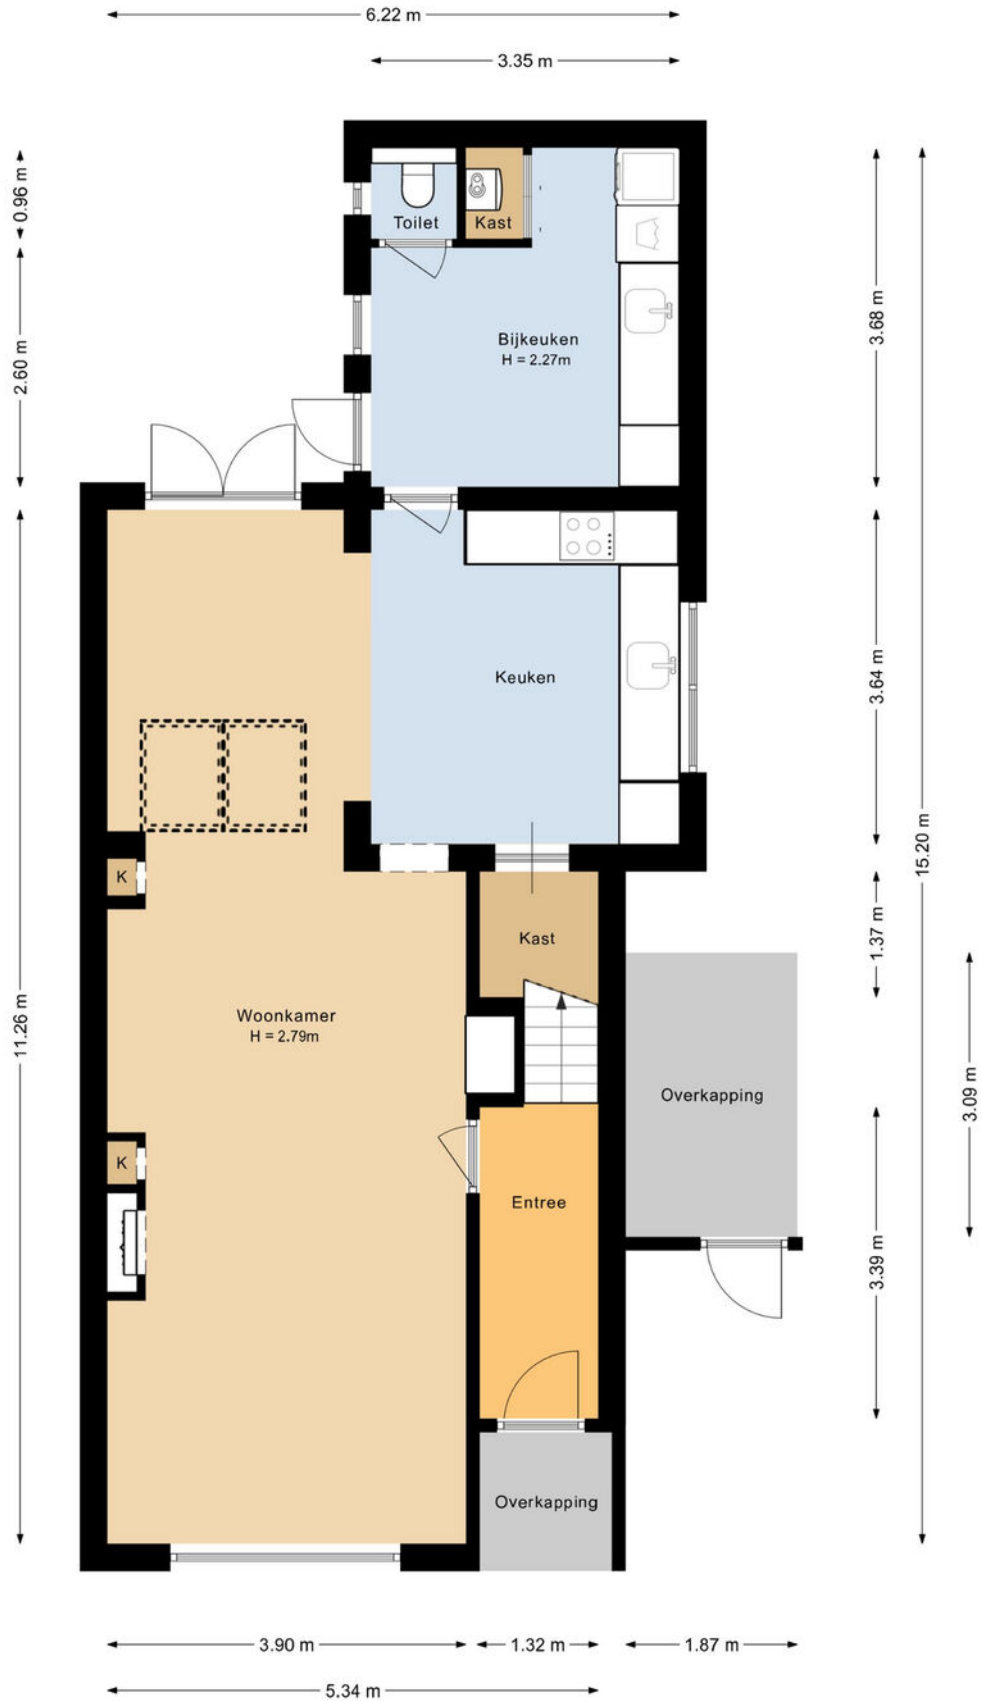 6.22 m
3.35 m
0.96 m
2.60 m
11.26 m
Toilet
Kast
Bijkeuken
H = 2.27m
3.68 m
Keuken
3.64 m
15.20 m
K
Kast
1.37 m
Woonkamer
H = 2.79m
Overkapping
3.09 m
K
Entree
3.39 m
Overkapping
3.90 m
1.32 m
1.87 m
5.34 m